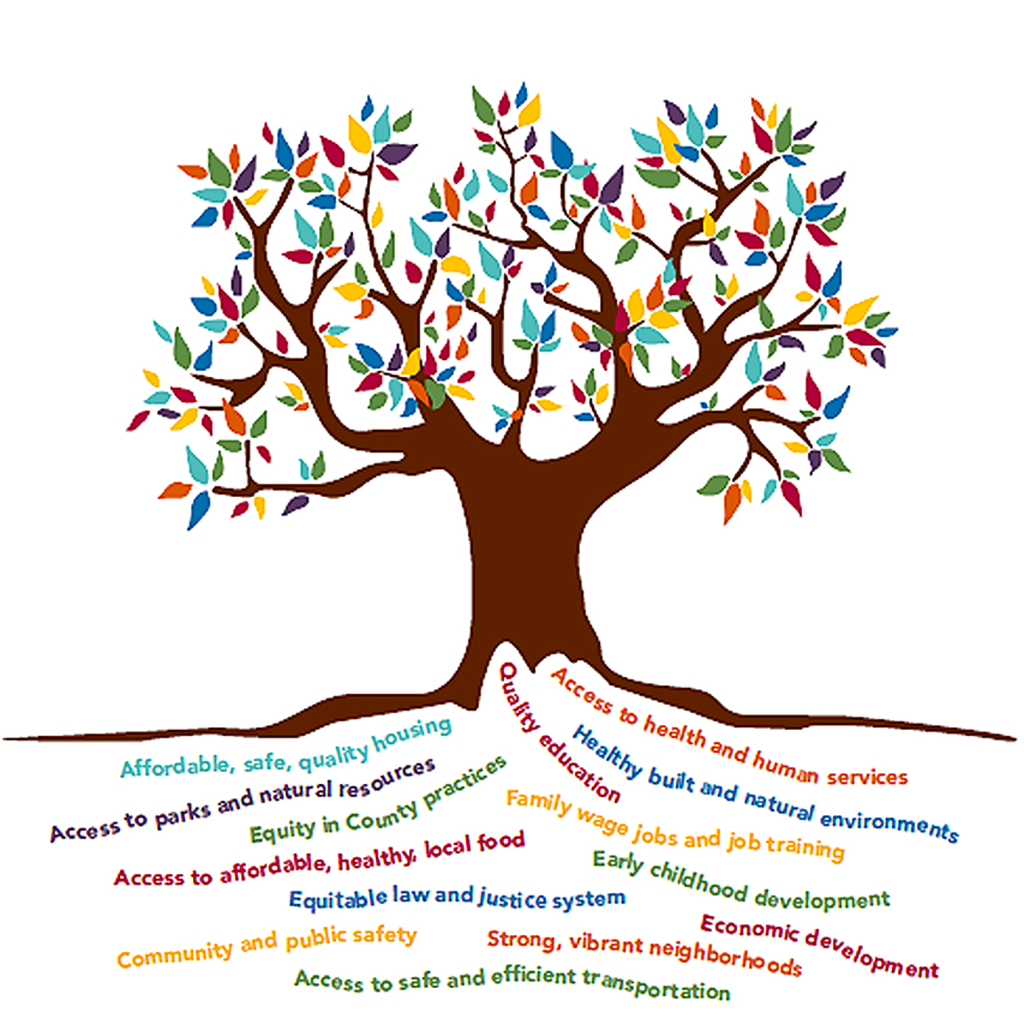 Quality education
Access to health and human services
Affordable, safe, quality housing
Healthy built and natural environments
Access to parks and natural resources
Equity in County practices
Family wage jobs and job training
Access to affordable, healthy, local food
Early childhood development
Equitable law and justice system
Economic development
Community and public safety
Strong, vibrant neighborhoods
Access to safe and efficient transportation